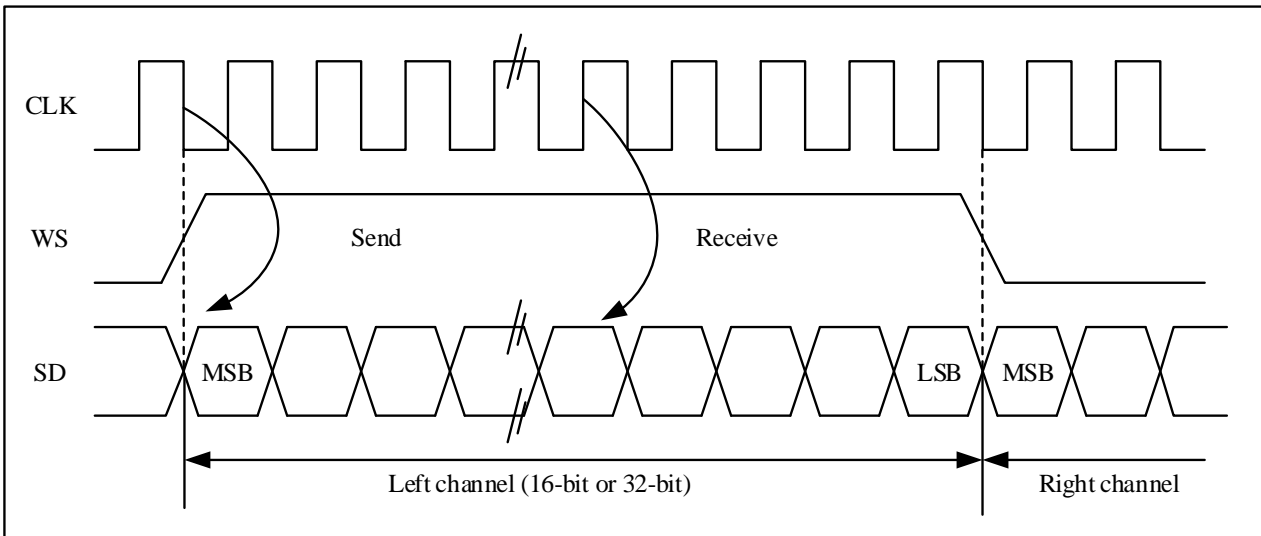 CLK
WS
Send
Receive
SD
MSB
LSB
MSB
Left channel (16-bit or 32-bit)
Right channel